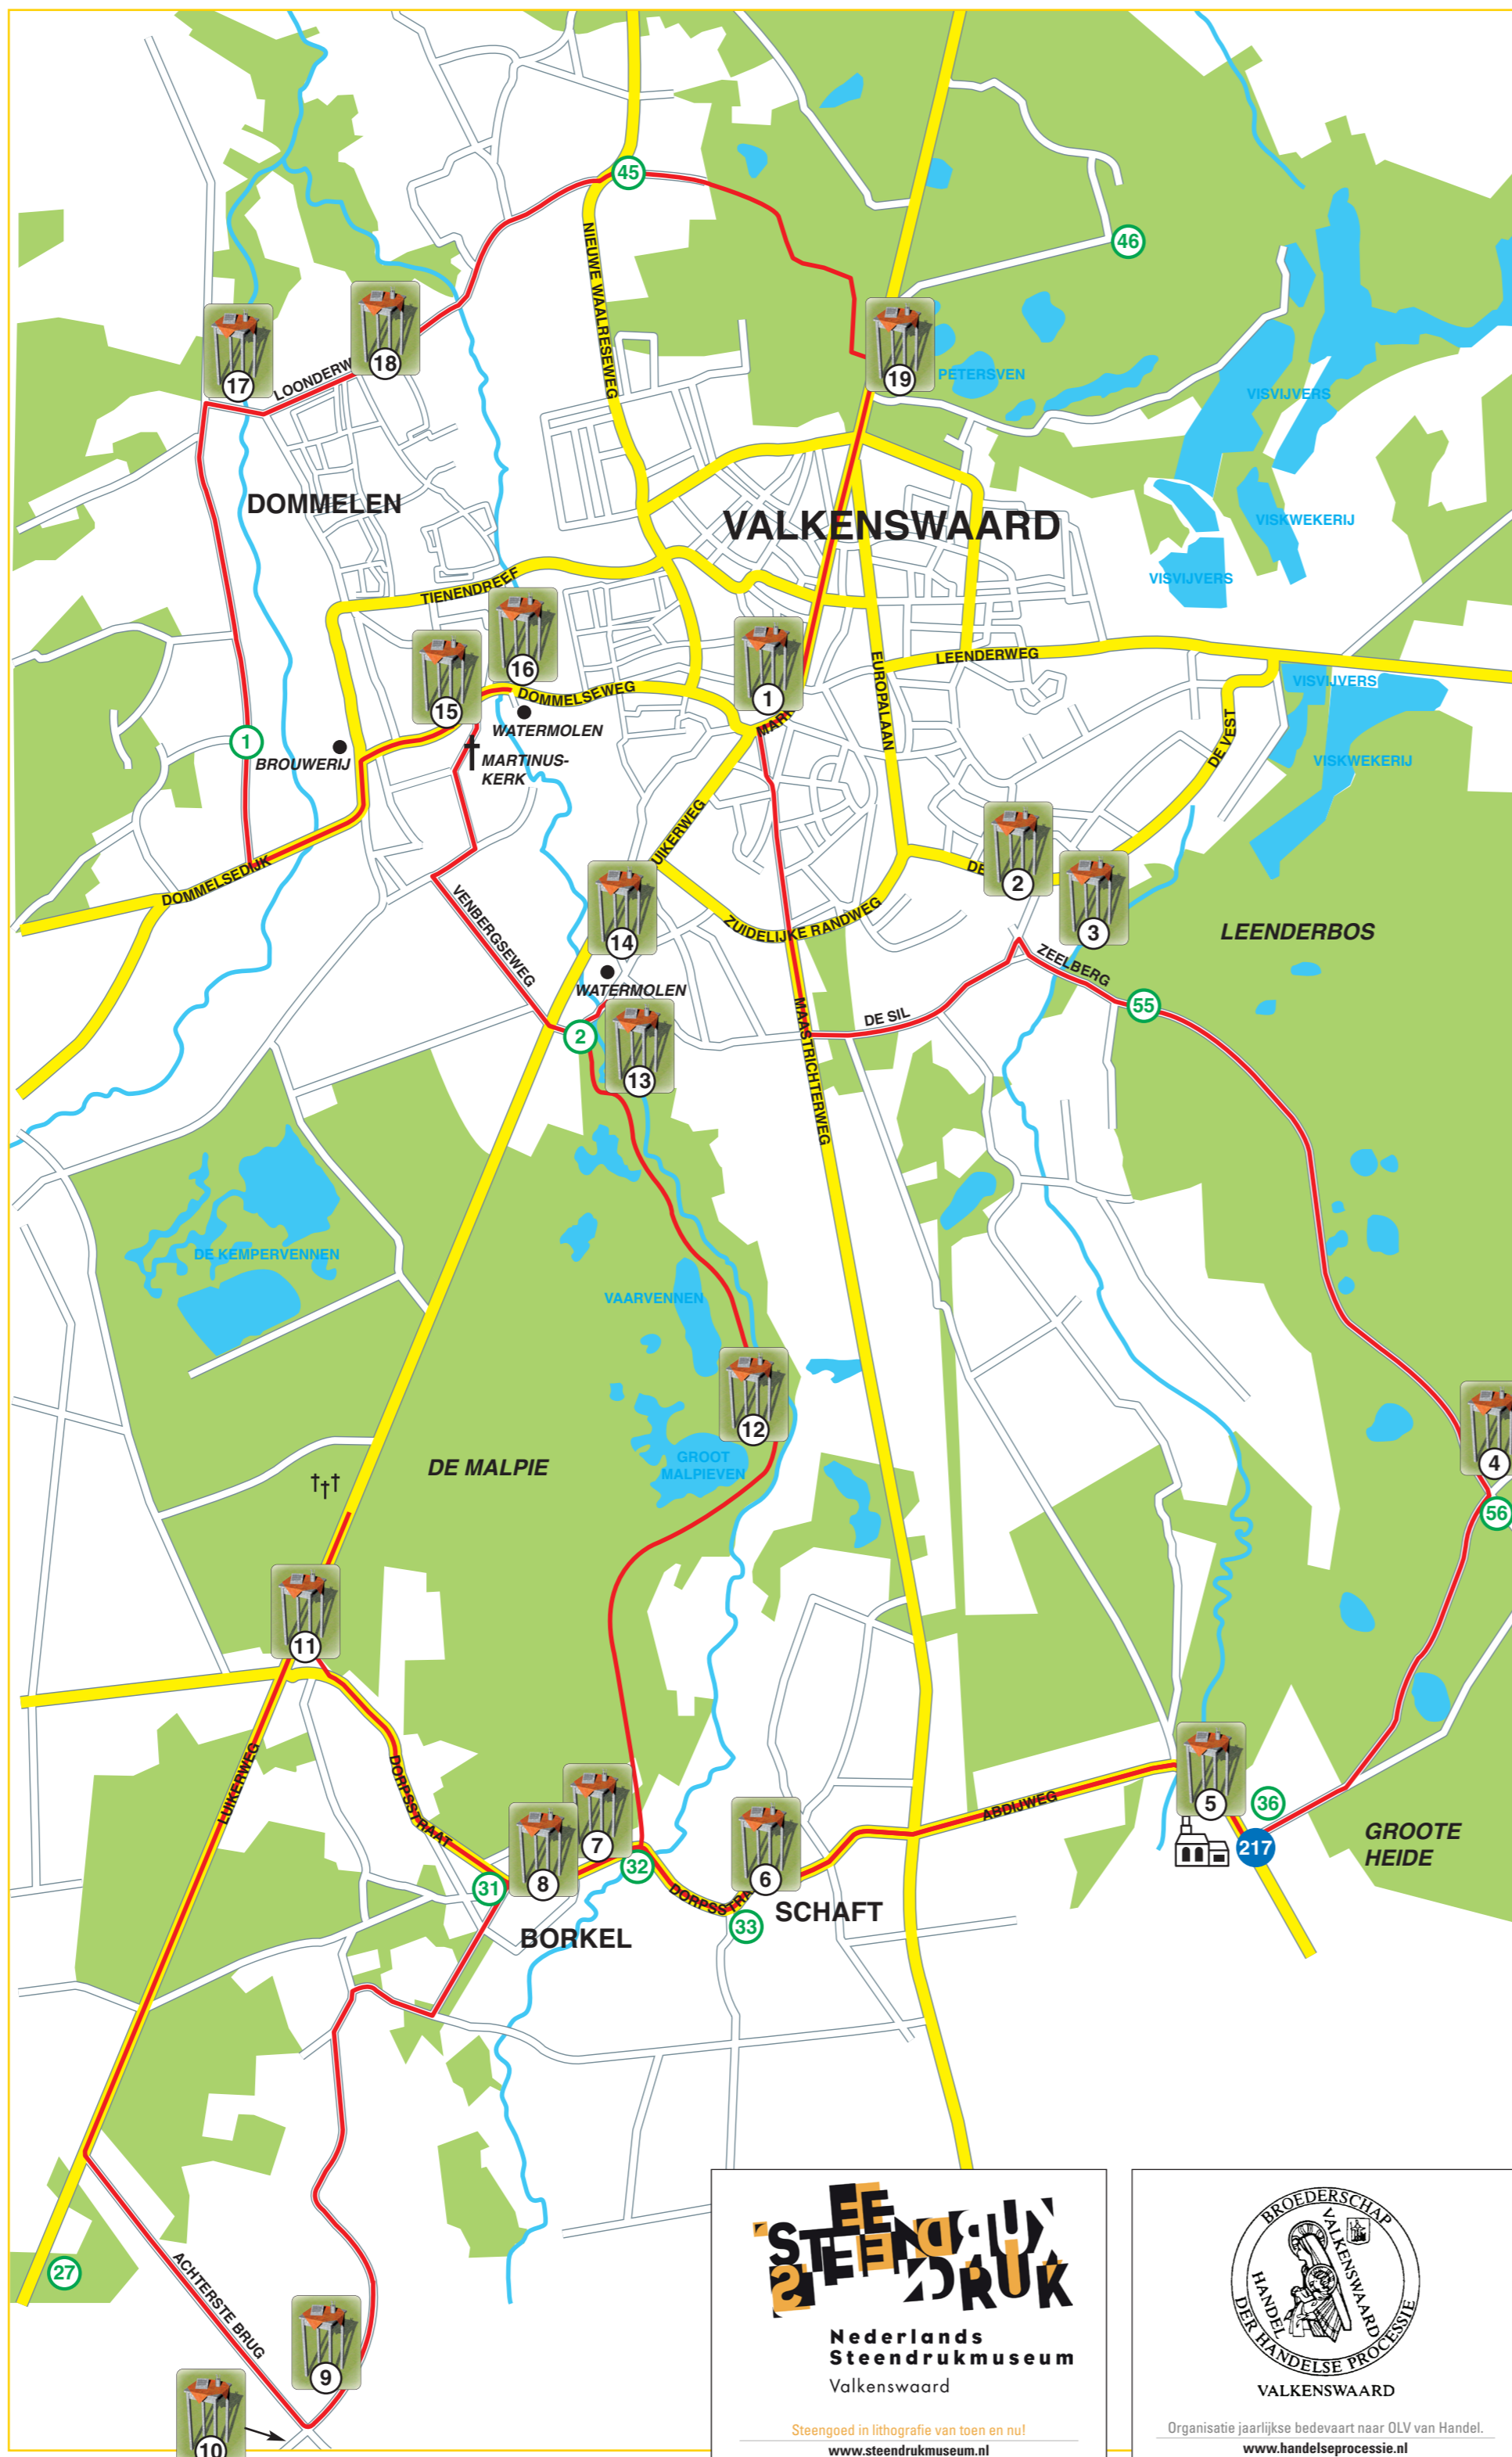 45
46
17
18
LOONDERW
NIEUWE WAALRESEWEG
19
PETERSVEN
VISVIJVERS
DOMMELEN
VALKENSWAARD
VISKWEKERIJ
VISVIJVERS
TIENENDREEF
16
15
DOMMELSEWEG
1
MARK
EUROPALAAN
LEENDERWEG
VISVIJVERS
WATERMOLEN
1
BROUWERIJ
MARTINUS-
KERK
DE VEST
VISKWEKERIJ
UIKERWEG
DOMMELSEDIJK
DE
2
3
VENBERGSEWEG
14
ZUIDELIJKE RANDWEG
LEENDERBOS
WATERMOLEN
ZEELBERG
55
DE SIL
2
13
MAASTRICHTERWEG
DE KEMPERVENNEN
VAARVENNEN
12
DE MALPIE
GROOT
MALPIEVEN
4
56
11
LUIKERWEG
DORPSSTRAAT
7
8
31
32
6
DORPSSTRA
33
SCHAFT
BORKEL
ABDIJWEG
5
36
217
GROOTE
HEIDE
27
ACHTERSTE BRUG
9
10
STEENDRUK
STEENDRUK
Nederlands
Steendrukmuseum
Valkenswaard
Steengoed in lithografie van toen en nu!
www.steendrukmuseum.nl
BROEDERSCHAP
DER HANDELSE PROCESSIE
HANDEL
VALKENSWAARD
VALKENSWAARD
Organisatie jaarlijkse bedevaart naar OLV van Handel.
www.handelseprocessie.nl